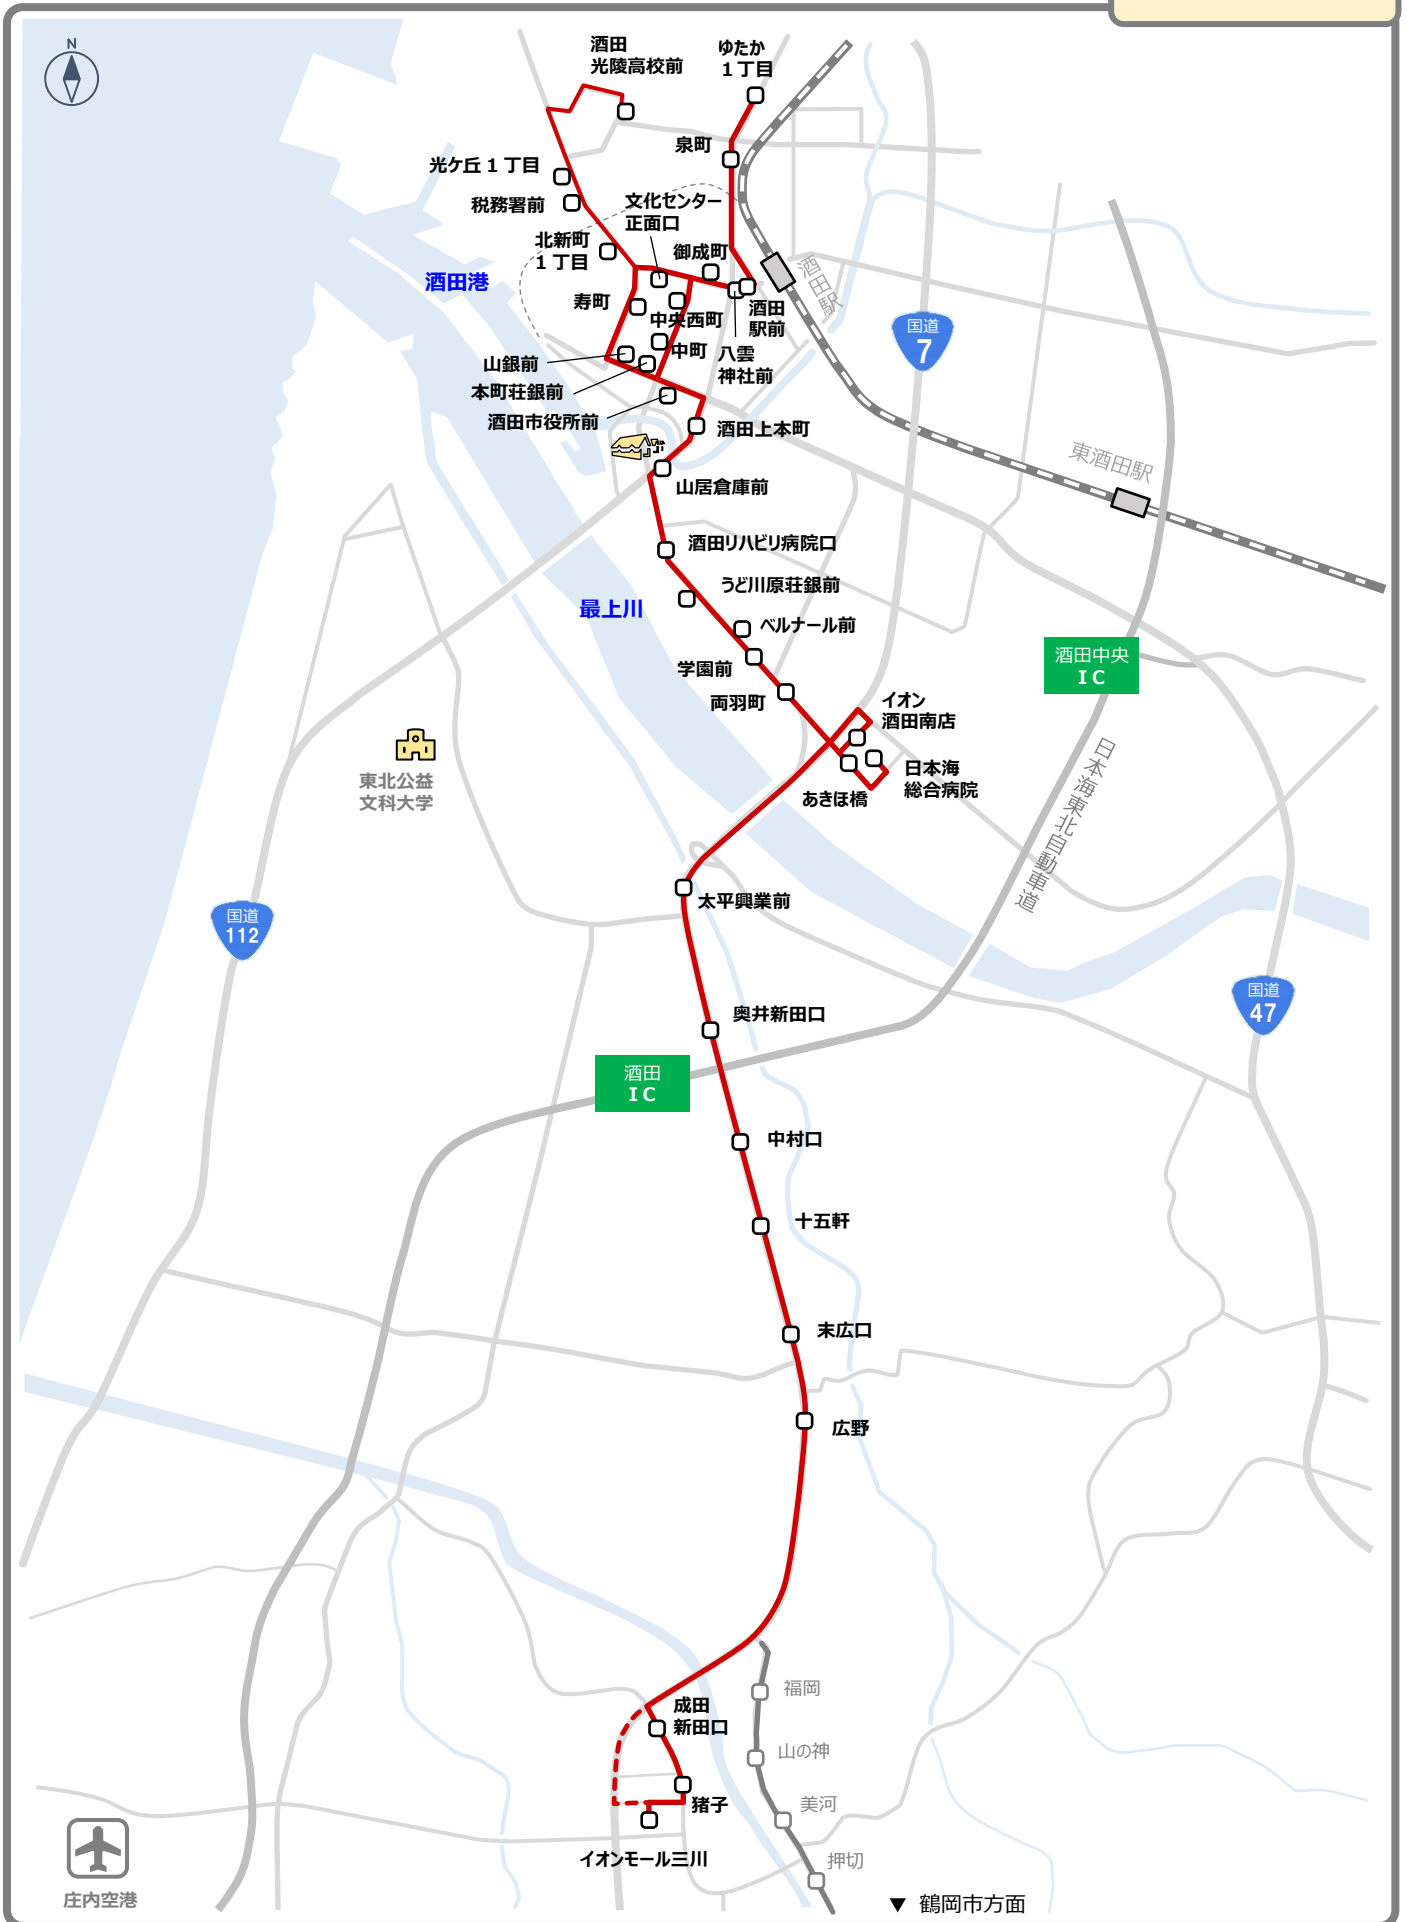 N
酒田
光陵高校前
ゆたか
1丁目
泉町
光ケ丘1丁目
税務署前
文化センター
正面口
北新町
1丁目
御成町
酒田駅
酒田港
寿町
中央西町
酒田
駅前
国道
7
中町
八雲
神社前
山銀前
本町荘銀前
酒田市役所前
酒田上本町
東酒田駅
山居倉庫前
酒田リハビリ病院口
うど川原荘銀前
最上川
ベルナール前
学園前
酒田中央
IC
両羽町
イオン
酒田南店
日本海東北自動車道
日本海
総合病院
あきほ橋
東北公益
文科大学
太平興業前
国道
112
国道
47
奥井新田口
酒田
IC
中村口
十五軒
末広口
広野
福岡
成田
新田口
山の神
猪子
美河
イオンモール三川
押切
庄内空港
▼ 鶴岡市方面